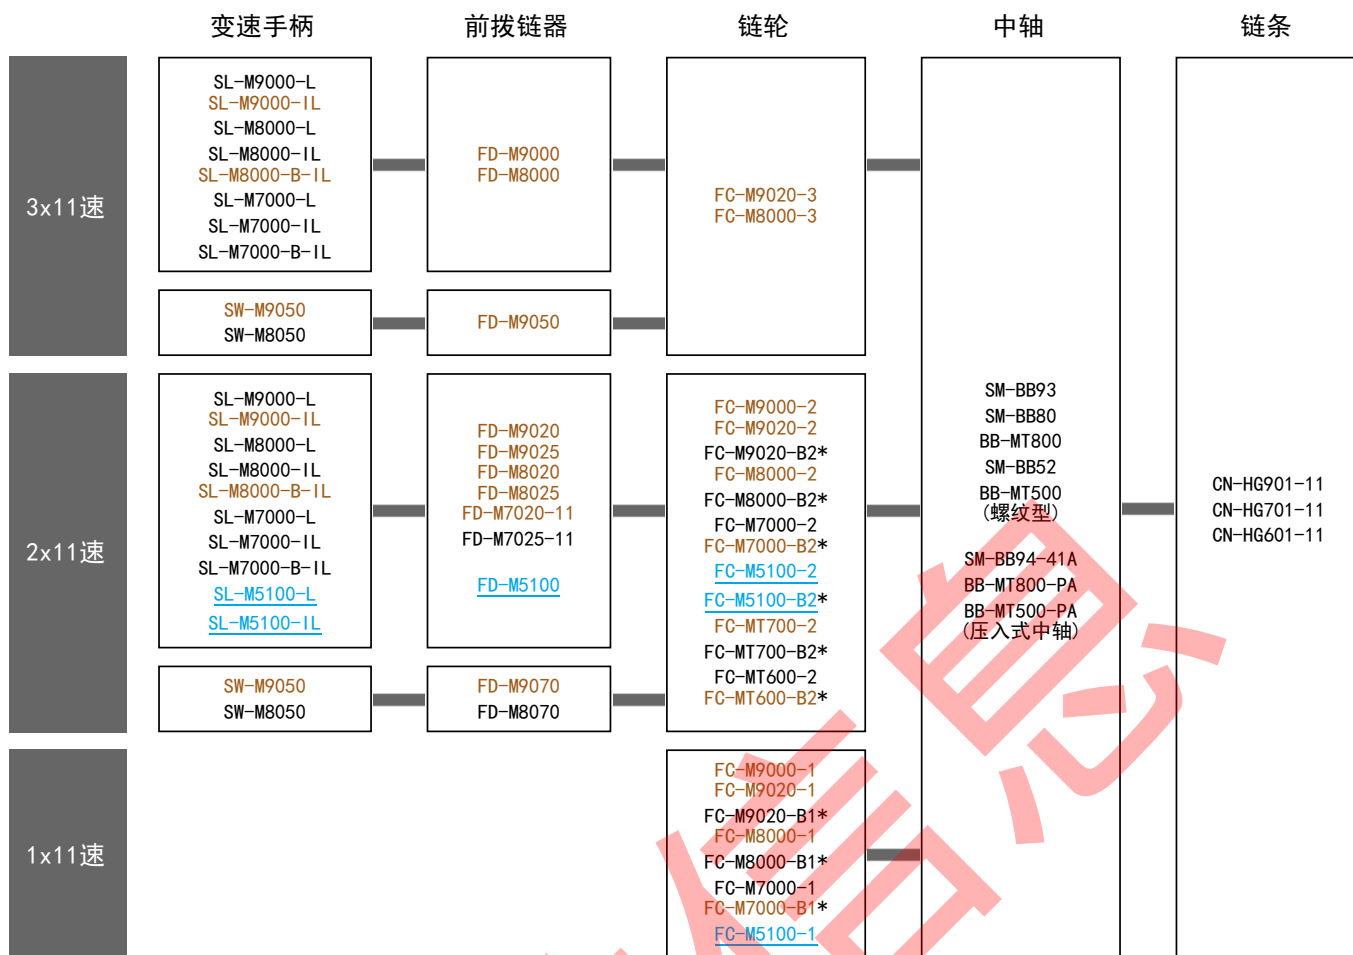 变速手柄
前拨链器
链轮
中轴
链条
3x11速
SL-M9000-L
SL-M9000-IL
SL-M8000-L
SL-M8000-IL
SL-M8000-B-IL
SL-M7000-L
SL-M7000-IL
SL-M7000-B-IL
FD-M9000
FD-M8000
SW-M9050
SW-M8050
FD-M9050
FC-M9020-3
FC-M8000-3
2x11速
SL-M9000-L
SL-M9000-IL
SL-M8000-L
SL-M8000-IL
SL-M8000-B-IL
SL-M7000-L
SL-M7000-IL
SL-M7000-B-IL
SL-M5100-L
SL-M5100-IL
FD-M9020
FD-M9025
FD-M8020
FD-M8025
FD-M7020-11
FD-M7025-11
FD-M5100
SW-M9050
SW-M8050
FD-M9070
FD-M8070
FC-M9000-2
FC-M9020-2
FC-M9020-B2*
FC-M8000-2
FC-M8000-B2*
FC-M7000-2
FC-M7000-B2*
FC-M5100-2
FC-M5100-B2*
FC-MT700-2
FC-MT700-B2*
FC-MT600-2
FC-MT600-B2*
1x11速
FC-M9000-1
FC-M9020-1
FC-M9020-B1*
FC-M8000-1
FC-M8000-B1*
FC-M7000-1
FC-M7000-B1*
FC-M5100-1
SM-BB93
SM-BB80
BB-MT800
SM-BB52
BB-MT500
(螺纹型)
SM-BB94-41A
BB-MT800-PA
BB-MT500-PA
(压入式中轴)
CN-HG901-11
CN-HG701-11
CN-HG601-11
信息